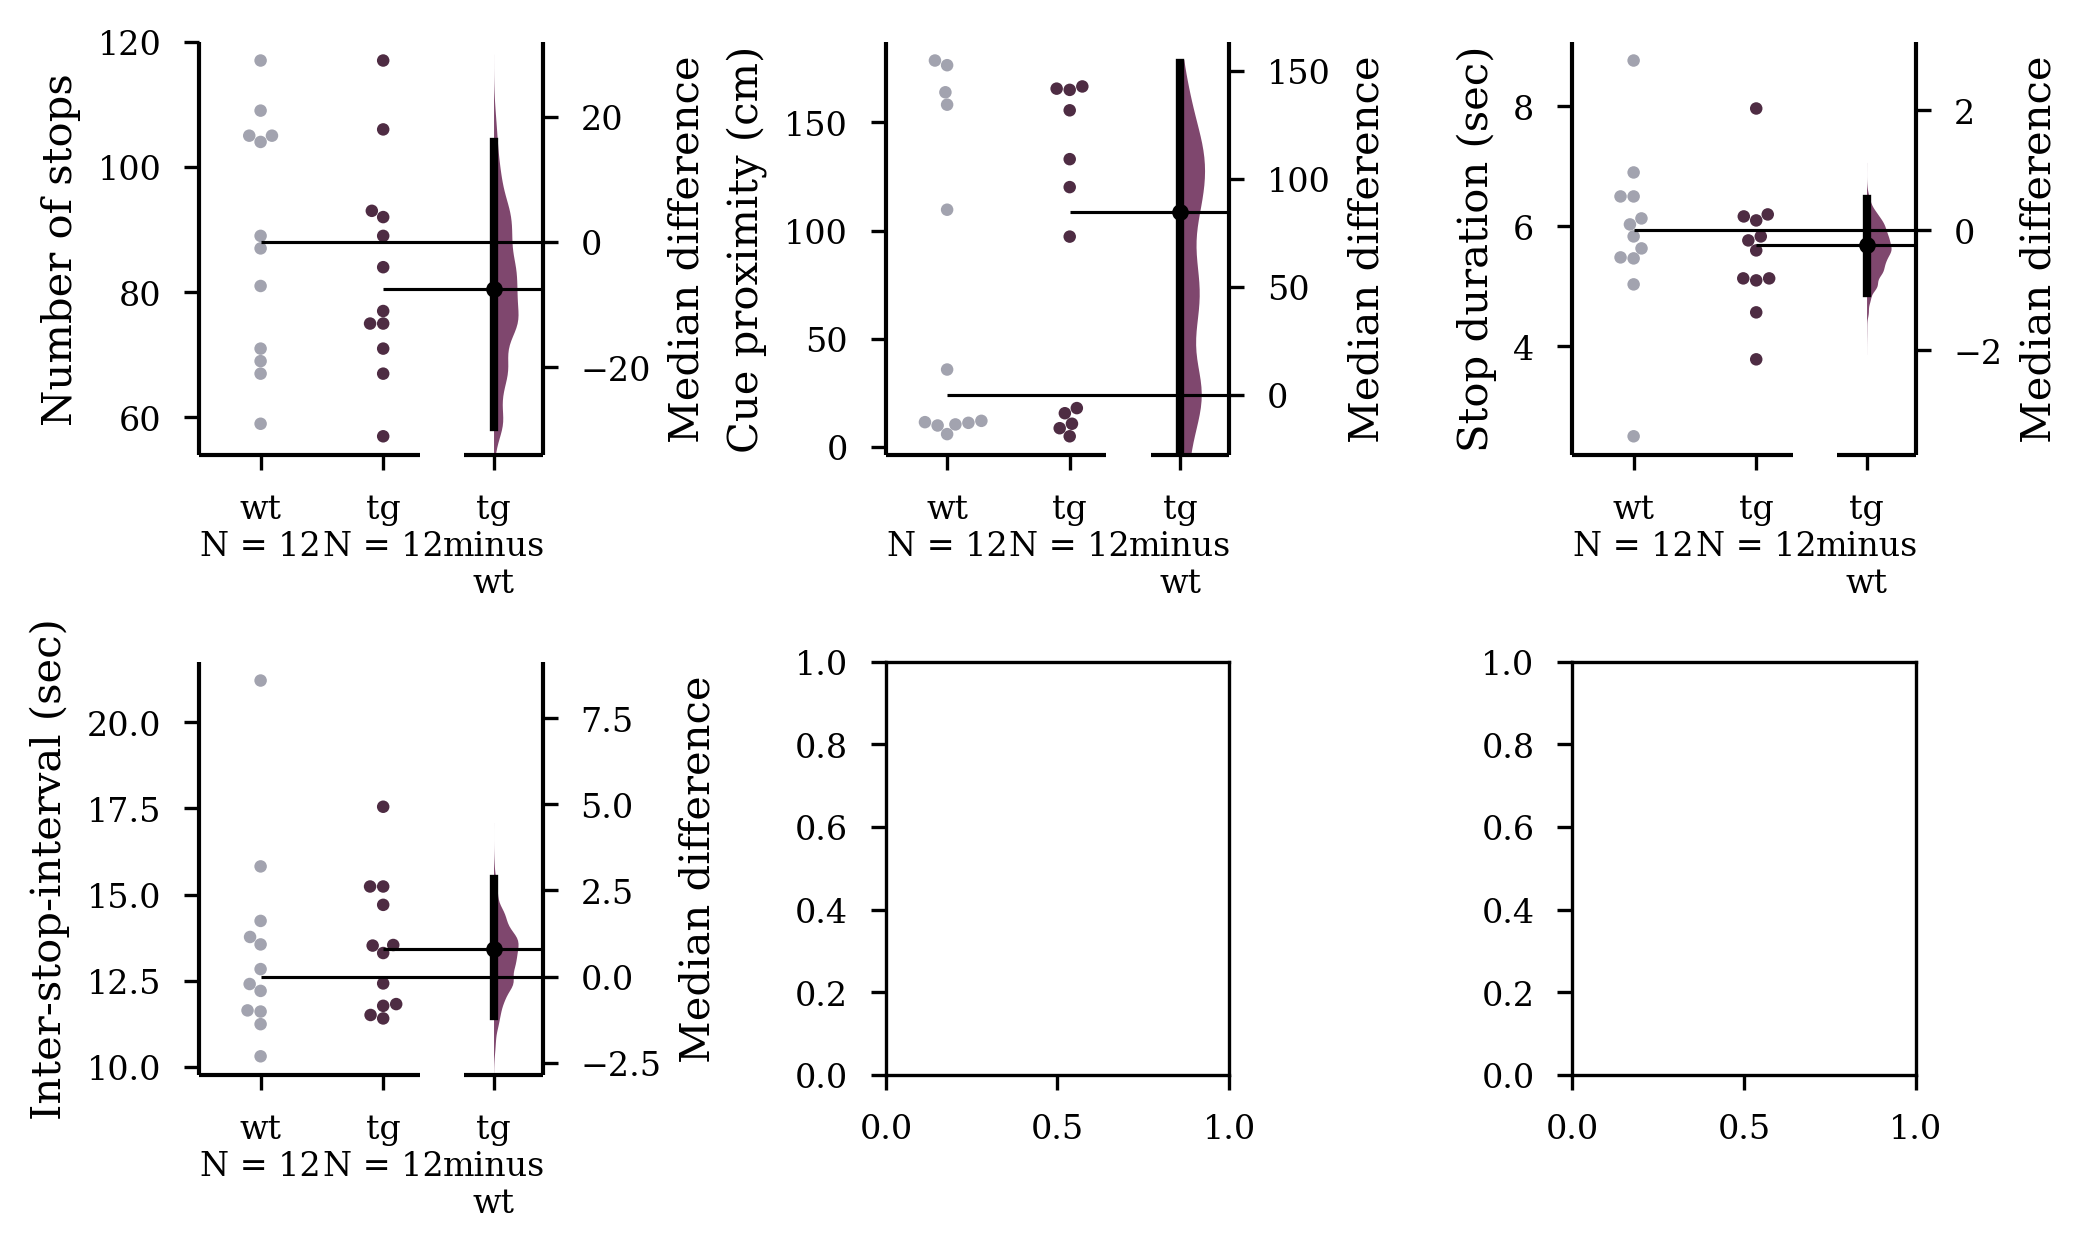 Number of stops
120
100
80
60
20
0
−20
Median difference
wt
N = 12
tg
N = 12
tg
minus
wt
Cue proximity (cm)
150
100
50
0
150
100
50
0
Median difference
wt
N = 12
tg
N = 12
tg
minus
wt
Stop duration (sec)
8
6
4
2
0
−2
Median difference
wt
N = 12
tg
N = 12
tg
minus
wt
Inter-stop-interval (sec)
20.0
17.5
15.0
12.5
10.0
7.5
5.0
2.5
0.0
−2.5
Median difference
wt
N = 12
tg
N = 12
tg
minus
wt
1.0
0.8
0.6
0.4
0.2
0.0
0.0
0.5
1.0
1.0
0.8
0.6
0.4
0.2
0.0
0.0
0.5
1.0